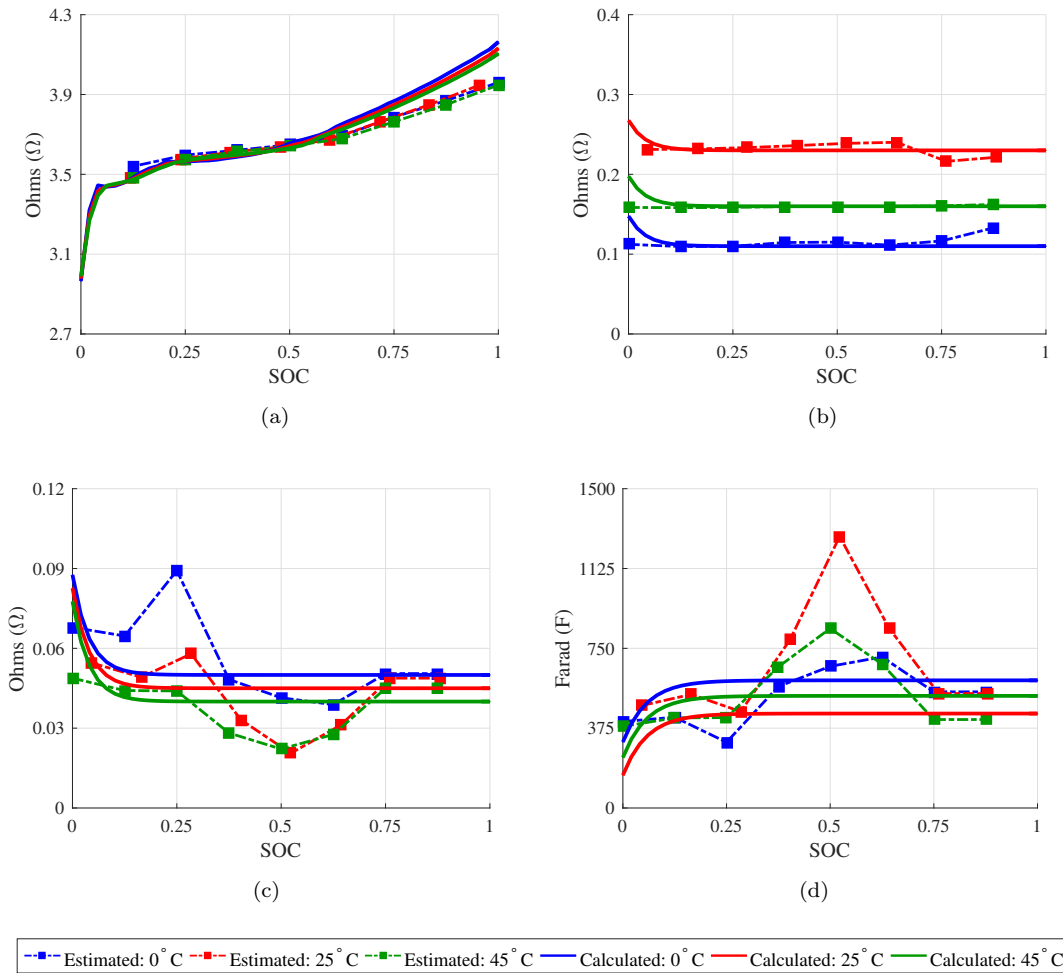 4.3
3.9
3.5
3.1
2.7
Ohms (Ω)
0 0.25 0.5 0.75 1
SOC
(a)
0.4
0.3
0.2
0.1
0
Ohms (Ω)
0 0.25 0.5 0.75 1
SOC
(b)
0.12
0.09
0.06
0.03
0
Ohms (Ω)
0 0.25 0.5 0.75 1
SOC
(c)
1500
1125
750
375
0
Farad (F)
0 0.25 0.5 0.75 1
SOC
(d)
Estimated: 0°C Estimated: 25°C Estimated: 45°C Calculated: 0°C Calculated: 25°C Calculated: 45°C